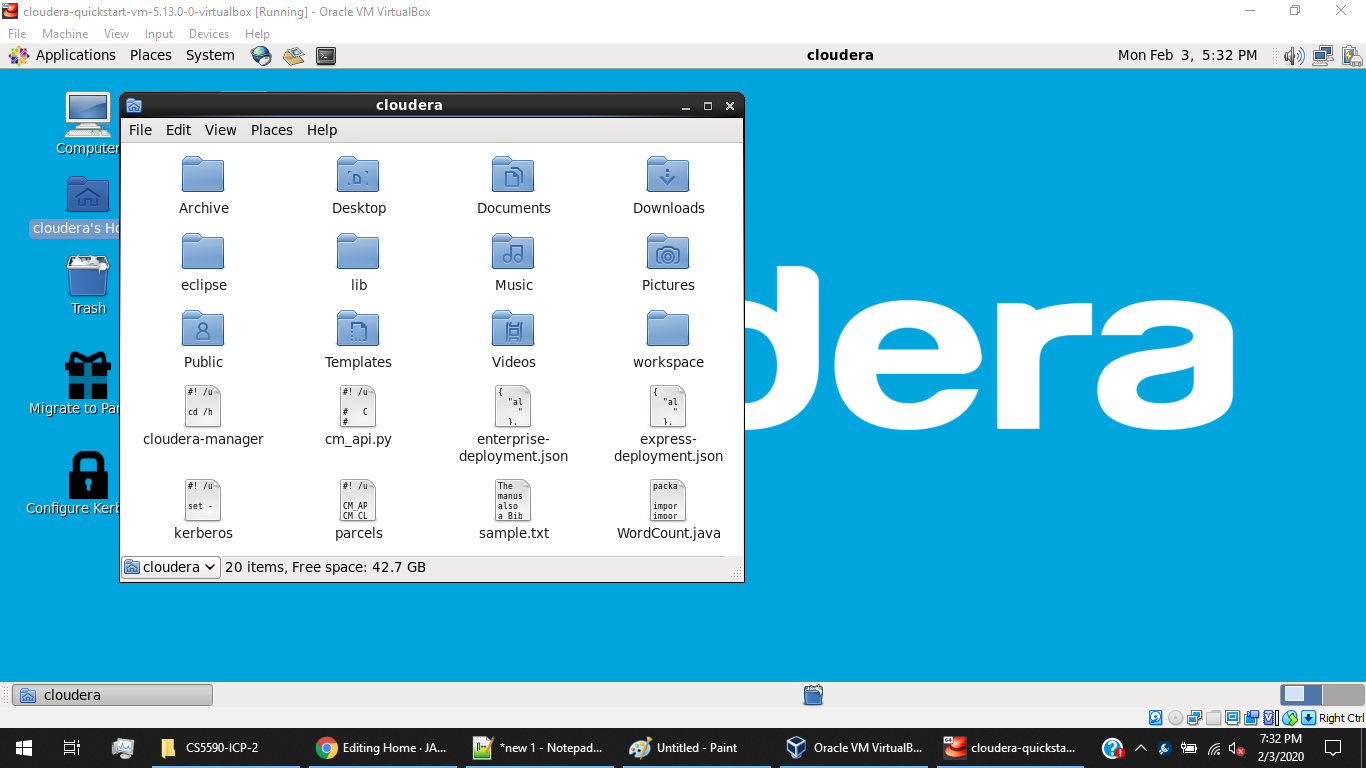 cloudera-quickstart-vm-5.13.0-0-virtualbox [Running] - Oracle VM VirtualBox
File Machine View Input Devices Help
Applications Places System cloudera Mon Feb 3, 5:32 PM
cloudera
File Edit View Places Help
Computer
cloudera's Ho
Trash
Migrate to Par
Configure Kerb
Archive Desktop Documents Downloads
eclipse lib Music Pictures
Public Templates Videos workspace
#! /u
cd /h
#! /u
# C
#
{
"al
"
},
{
"al
"
},
cloudera-manager cm_api.py enterprise-deployment.json express-deployment.json
#! /u
set -
#! /u
CM_AP
CM_CL
The
manus
also
a Bib
packa
impor
impor
kerberos parcels sample.txt WordCount.java
cloudera 20 items, Free space: 42.7 GB
dera
cloudera
Right Ctrl
CS5590-ICP-2 Editing Home · JA... *new 1 - Notepad... Untitled - Paint Oracle VM VirtualB... cloudera-quicksta...
7:32 PM
2/3/2020